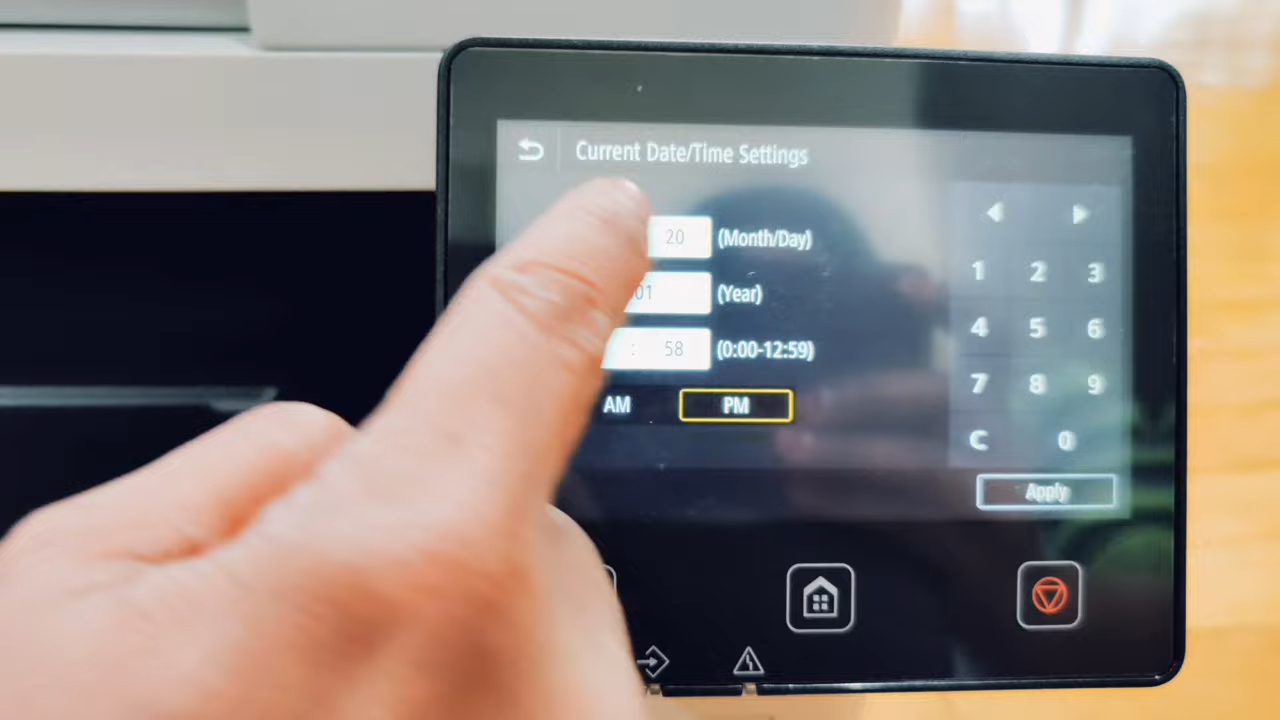 Current Date/Time Settings
20 (Month/Day)
01 (Year)
: 58 (0:00-12:59)
AM PM
1 2 3
4 5 6
7 8 9
C 0
Apply